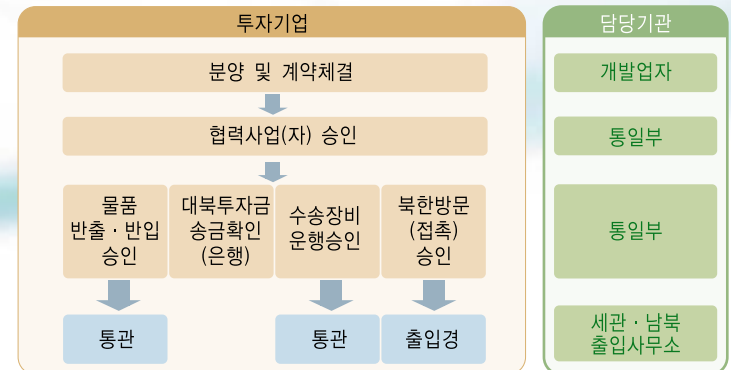 투자기업
분양 및 계약체결
협력사업(자) 승인
물품
반출·반입
승인
대북투자금
송금확인
(은행)
수송장비
운행승인
북한방문
(접촉)
승인
통관
통관
출입경
담당기관
개발업자
통일부
통일부
세관·남북
출입사무소